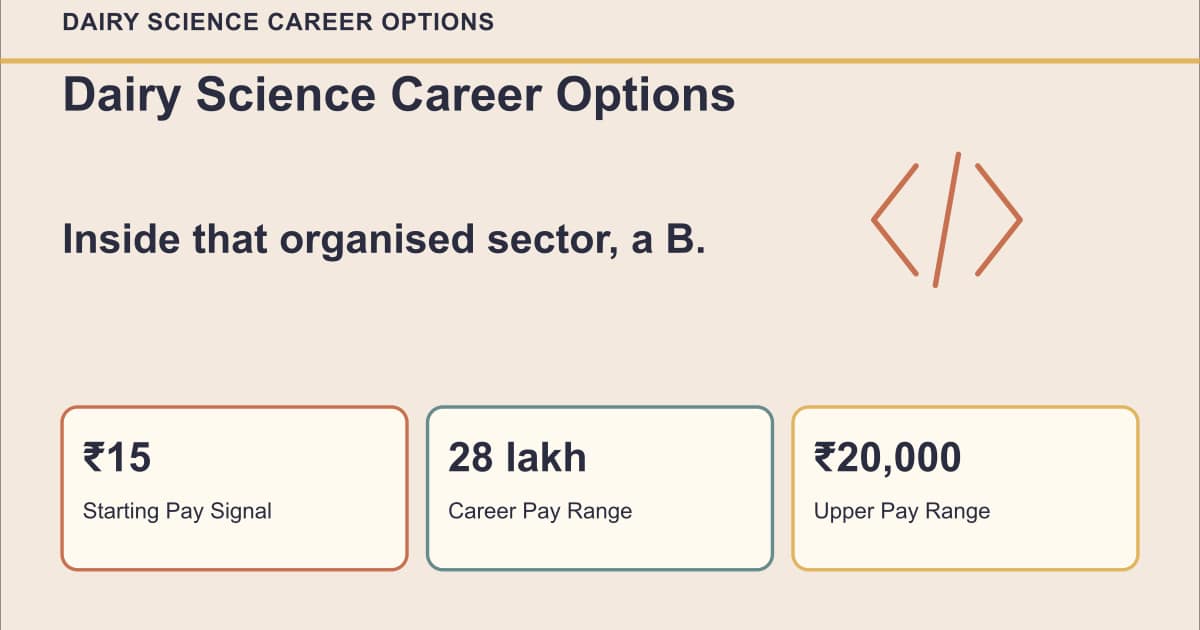 DAIRY SCIENCE CAREER OPTIONS
Dairy Science Career Options
Inside that organised sector, a B.
₹15
Starting Pay Signal
28 lakh
Career Pay Range
₹20,000
Upper Pay Range